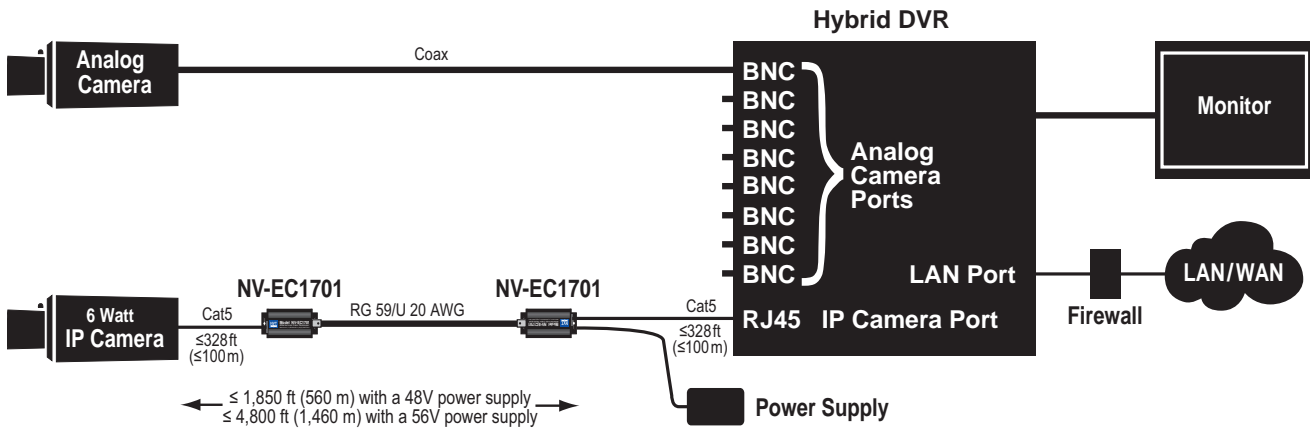 Hybrid DVR
Analog
Camera
Coax
BNC
BNC
BNC
BNC
BNC
BNC
BNC
BNC
Analog
Camera
Ports
Monitor
LAN Port
Firewall
LAN/WAN
6 Watt
IP Camera
Cat5
≤328ft
(≤100m)
NV-EC1701
RG 59/U 20 AWG
NV-EC1701
Cat5
≤328ft
(≤100m)
RJ45 IP Camera Port
≤ 1,850 ft (560 m) with a 48V power supply
≤ 4,800 ft (1,460 m) with a 56V power supply
Power Supply